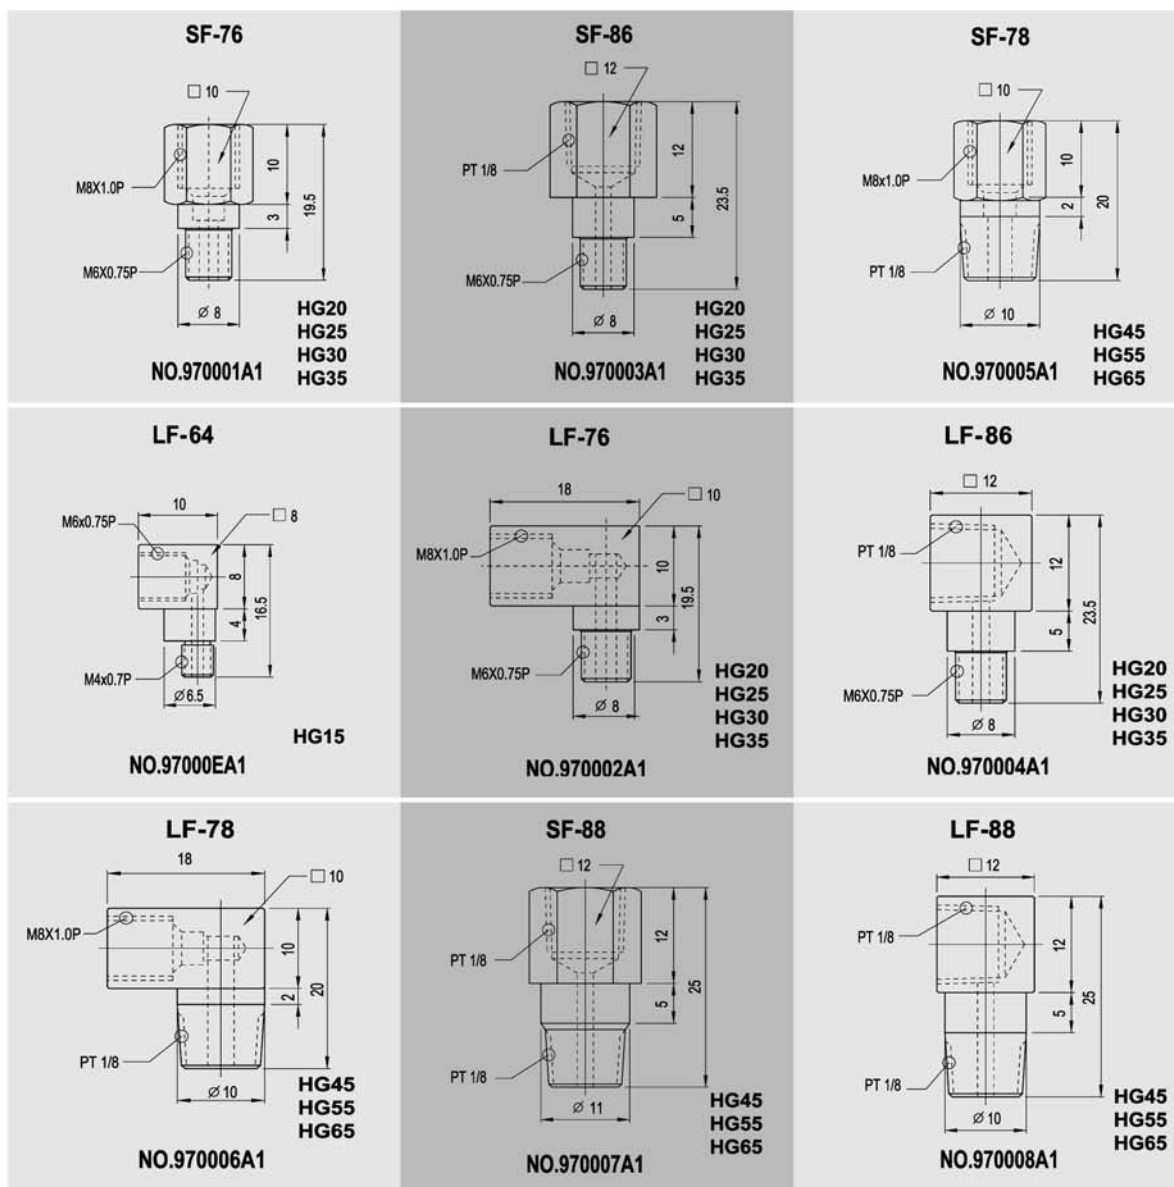 SF-76
□ 10
M8X1.0P
10
19.5
3
M6X0.75P
⌀ 8
HG20
HG25
HG30
HG35
NO.970001A1
SF-86
□ 12
PT 1/8
12
23.5
5
M6X0.75P
⌀ 8
HG20
HG25
HG30
HG35
NO.970003A1
SF-78
□ 10
M8x1.0P
10
2
20
PT 1/8
⌀ 10
HG45
HG55
HG65
NO.970005A1
LF-64
10
□ 8
M6x0.75P
8
16.5
4
M4x0.7P
⌀6.5
HG15
NO.97000EA1
LF-76
18
□ 10
M8X1.0P
10
19.5
3
M6X0.75P
⌀ 8
HG20
HG25
HG30
HG35
NO.970002A1
LF-86
□ 12
PT 1/8
12
23.5
5
M6X0.75P
⌀ 8
HG20
HG25
HG30
HG35
NO.970004A1
LF-78
18
□ 10
M8X1.0P
10
2
20
PT 1/8
⌀10
HG45
HG55
HG65
NO.970006A1
SF-88
□ 12
PT 1/8
12
25
5
PT 1/8
⌀ 11
HG45
HG55
HG65
NO.970007A1
LF-88
□ 12
PT 1/8
12
25
5
PT 1/8
⌀ 10
HG45
HG55
HG65
NO.970008A1